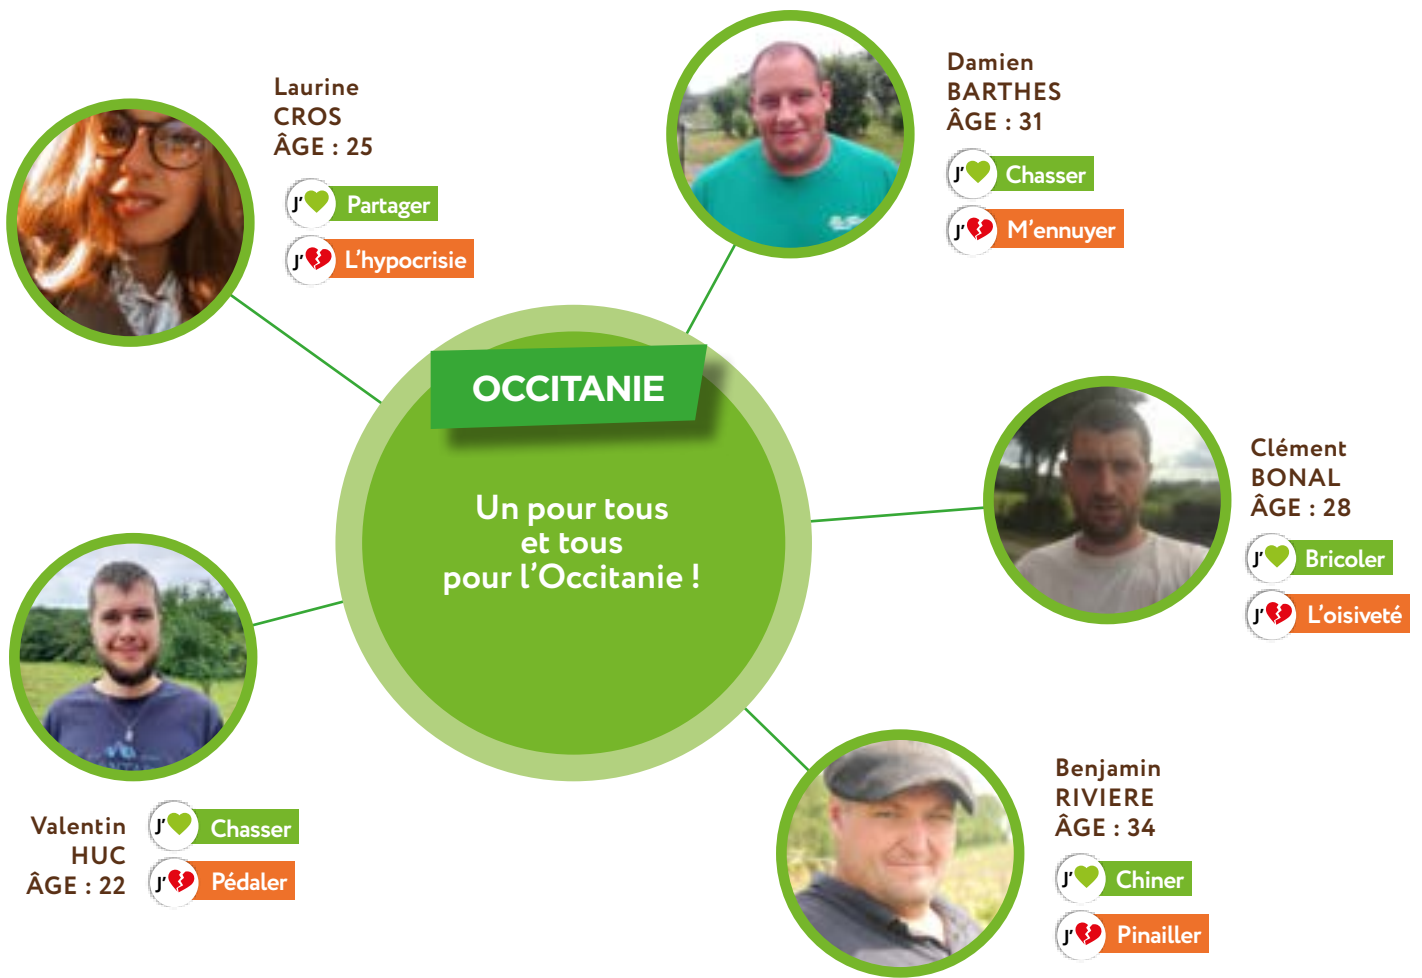 Laurine
CROS
ÂGE : 25
J' Partager
J' L'hypocrisie
Damien
BARTHES
ÂGE : 31
J' Chasser
J' M'ennuyer
OCCITANIE
Un pour tous
et tous
pour l'Occitanie !
Clément
BONAL
ÂGE : 28
J' Bricoler
J' L'oisiveté
Valentin
HUC
ÂGE : 22
J' Chasser
J' Pédaler
Benjamin
RIVIERE
ÂGE : 34
J' Chiner
J' Pinailler